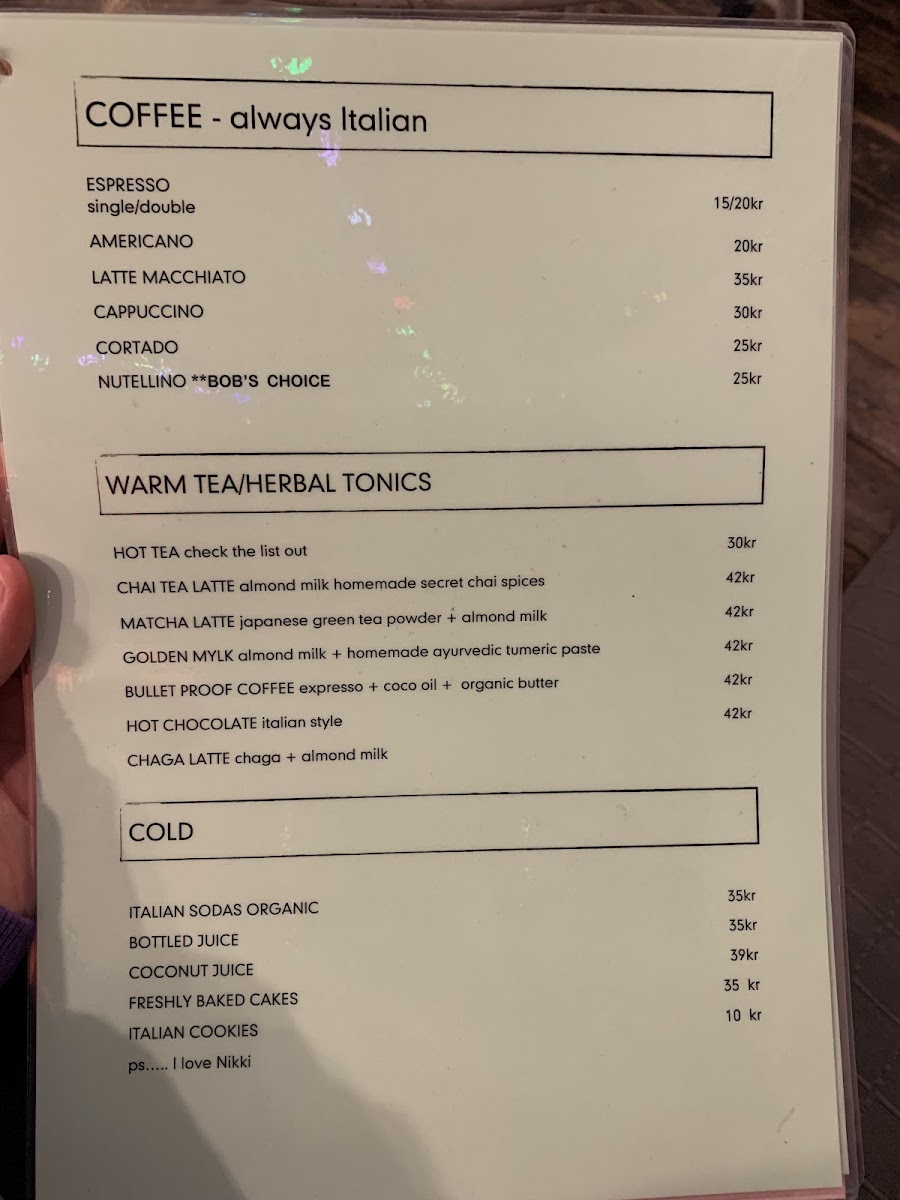 COFFEE - always Italian
ESPRESSO
single/double 15/20kr
AMERICANO 20kr
LATTE MACCHIATO 35kr
CAPPUCCINO 30kr
CORTADO 25kr
NUTELLINO **BOB'S CHOICE 25kr
WARM TEA/HERBAL TONICS
HOT TEA check the list out 30kr
CHAI TEA LATTE almond milk homemade secret chai spices 42kr
MATCHA LATTE japanese green tea powder + almond milk 42kr
GOLDEN MYLK almond milk + homemade ayurvedic tumeric paste 42kr
BULLET PROOF COFFEE expresso + coco oil + organic butter 42kr
HOT CHOCOLATE italian style 42kr
CHAGA LATTE chaga + almond milk
COLD
ITALIAN SODAS ORGANIC 35kr
BOTTLED JUICE 35kr
COCONUT JUICE 39kr
FRESHLY BAKED CAKES 35 kr
ITALIAN COOKIES 10 kr
ps..... I love Nikki